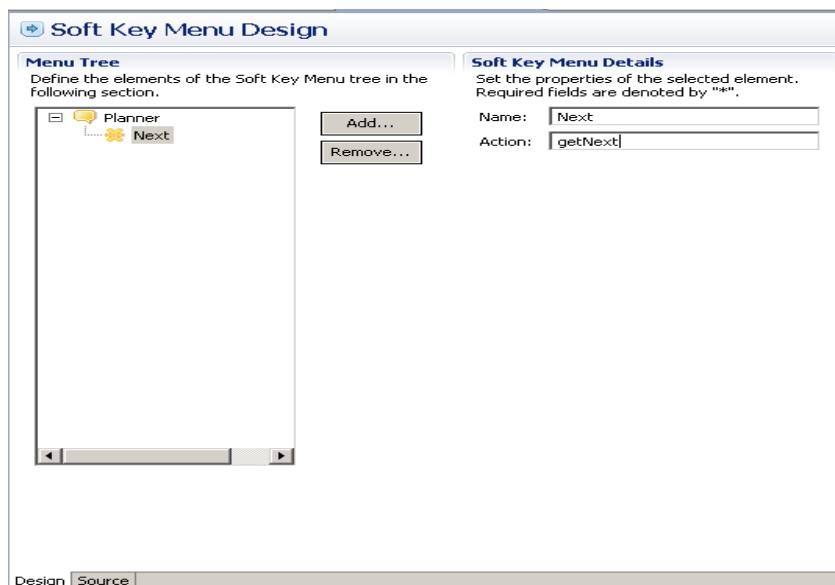 Soft Key Menu Design
Menu Tree
Define the elements of the Soft Key Menu tree in the
following section.
Planner
Next
Add...
Remove...
Soft Key Menu Details
Set the properties of the selected element.
Required fields are denoted by "*".
Name: Next
Action: getNext
Design Source